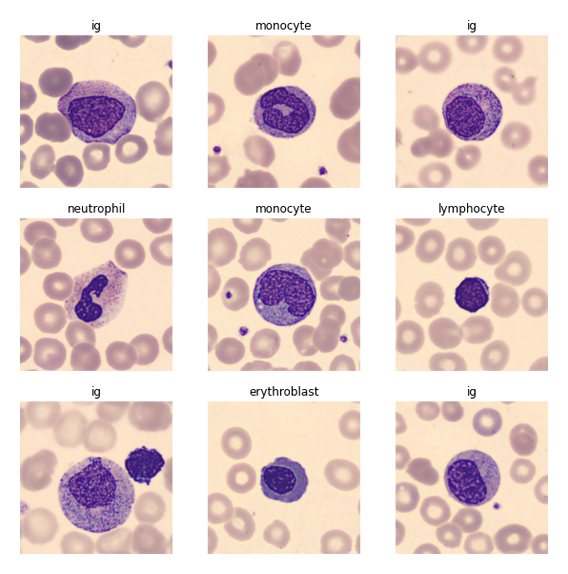 ig
monocyte
ig
neutrophil
monocyte
lymphocyte
ig
erythroblast
ig